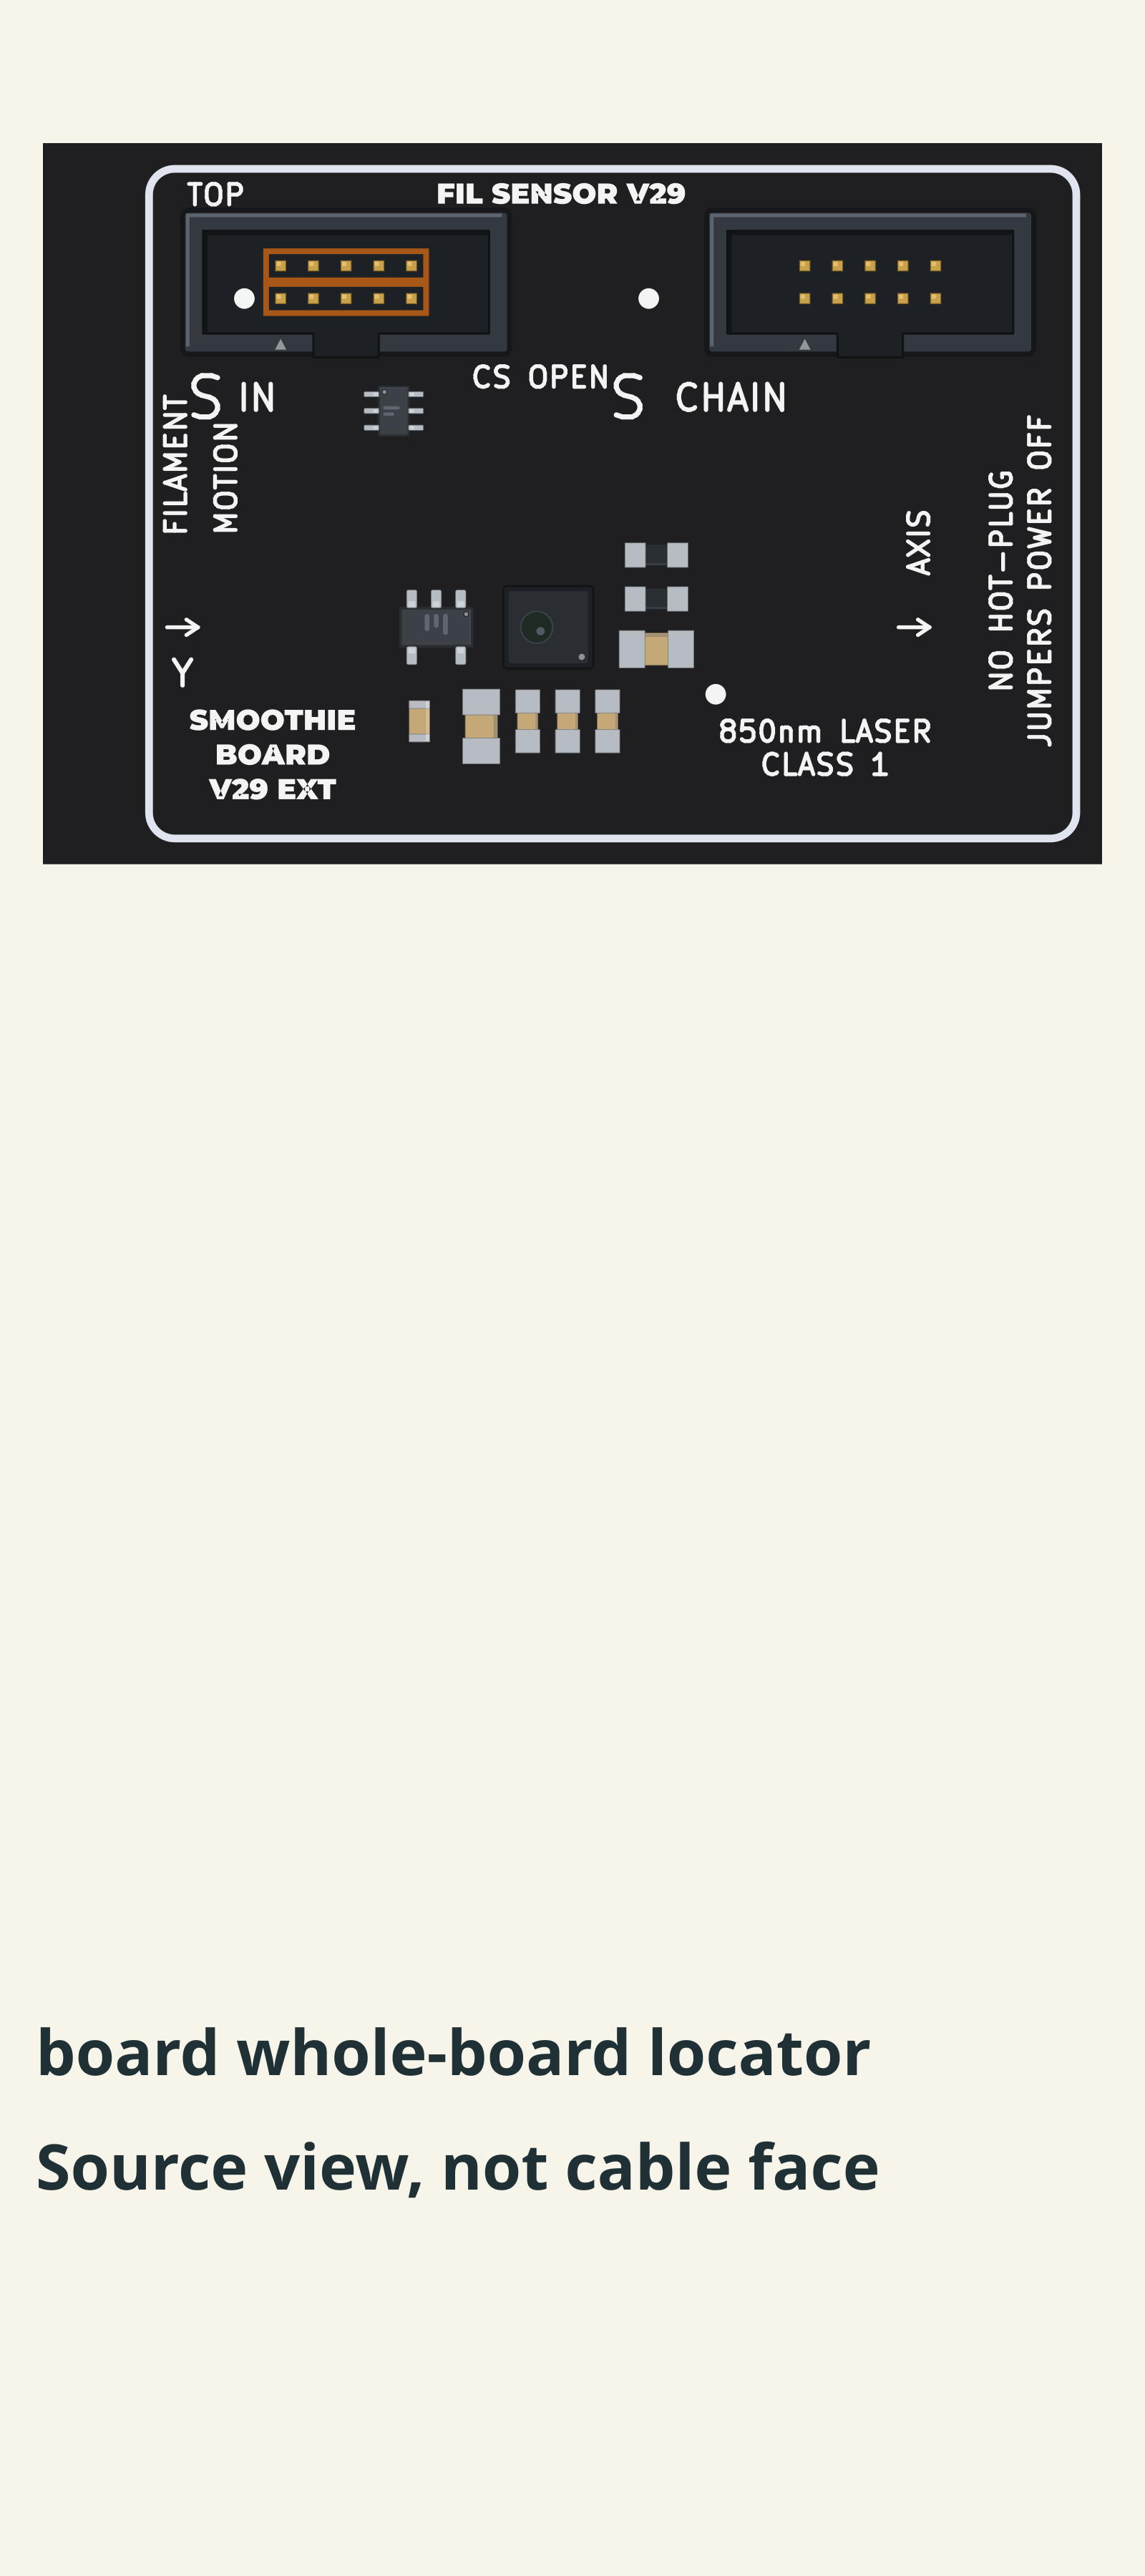 TOP
FIL SENSOR V29
S IN
CS OPEN
S CHAIN
FILAMENT
MOTION
AXIS
NO HOT-PLUG
JUMPERS POWER OFF
→
→
Y
SMOOTHIE
BOARD
V29 EXT
850nm LASER
CLASS 1
board whole-board locator
Source view, not cable face